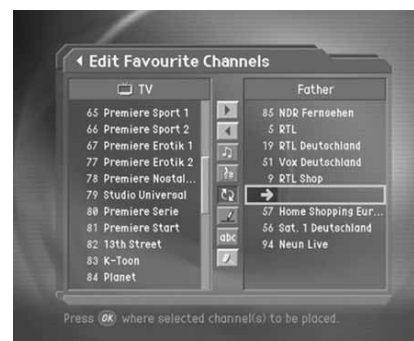 Edit Favourite Channels
TV
65 Premiere Sport 1
66 Premiere Sport 2
67 Premiere Erotik 1
77 Premiere Erotik 2
78 Premiere Nostal...
79 Studio Universal
80 Premiere Serie
81 Premiere Start
82 13th Street
83 K-Toon
84 Planet
abc
Father
85 NDR Fernsehen
5 RTL
19 RTL Deutschland
51 Vox Deutschland
9 RTL Shop
57 Home Shopping Eur...
56 Sat. 1 Deutschland
94 Neun Live
Press OK where selected channel(s) to be placed.